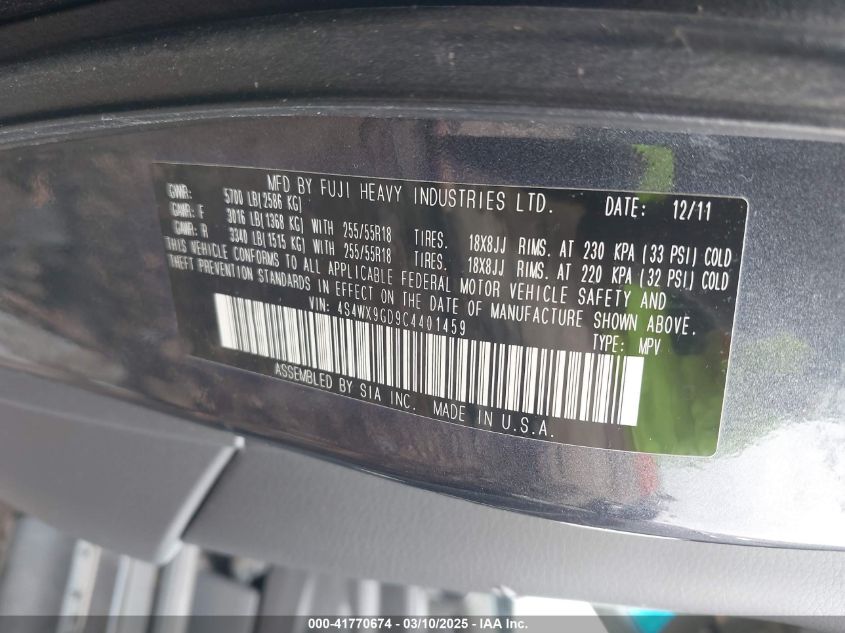 MFD BY FUJI HEAVY INDUSTRIES LTD. DATE: 12/11
GVWR: 5700 LB(2586 KG)
GAWR: F 3016 LB(1368 KG) WITH 255/55R18 TIRES. 18X8JJ RIMS. AT 230 KPA (33 PSI) COLD
GAWR: R 3340 LB(1515 KG) WITH 255/55R18 TIRES. 18X8JJ RIMS. AT 220 KPA (32 PSI) COLD
THIS VEHICLE CONFORMS TO ALL APPLICABLE FEDERAL MOTOR VEHICLE SAFETY AND
THEFT PREVENTION STANDARDS IN EFFECT ON THE DATE OF MANUFACTURE SHOWN ABOVE.
VIN: 4S4WX9GD9C4401459 TYPE: MPV
ASSEMBLED BY SIA INC. MADE IN U.S.A.
000-41770674 - 03/10/2025 - IAA Inc.